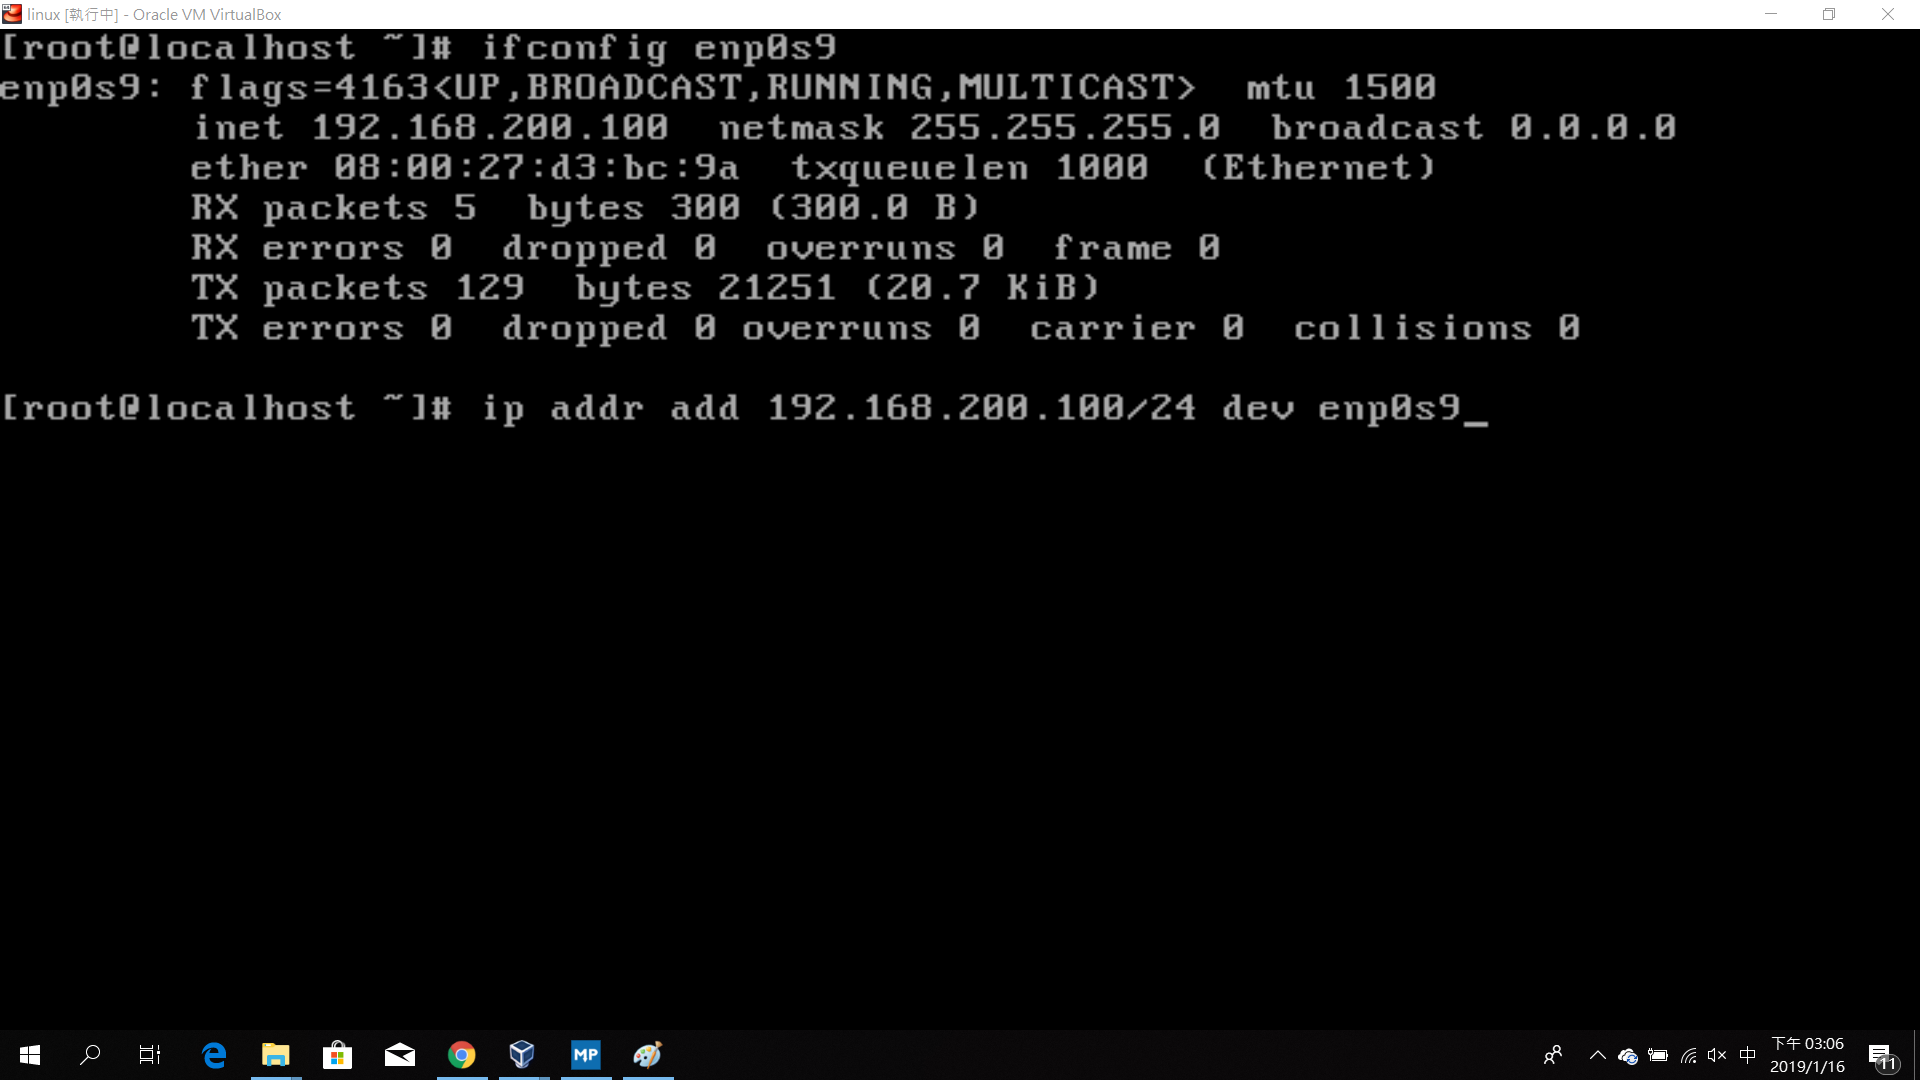 linux [執行中] - Oracle VM VirtualBox
[root@localhost ~]# ifconfig enp0s9
enp0s9: flags=4163<UP,BROADCAST,RUNNING,MULTICAST>  mtu 1500
        inet 192.168.200.100  netmask 255.255.255.0  broadcast 0.0.0.0
        ether 08:00:27:d3:bc:9a  txqueuelen 1000  (Ethernet)
        RX packets 5  bytes 300 (300.0 B)
        RX errors 0  dropped 0  overruns 0  frame 0
        TX packets 129  bytes 21251 (20.7 KiB)
        TX errors 0  dropped 0 overruns 0  carrier 0  collisions 0
[root@localhost ~]# ip addr add 192.168.200.100/24 dev enp0s9_
MP
中
下午 03:06
2019/1/16
11